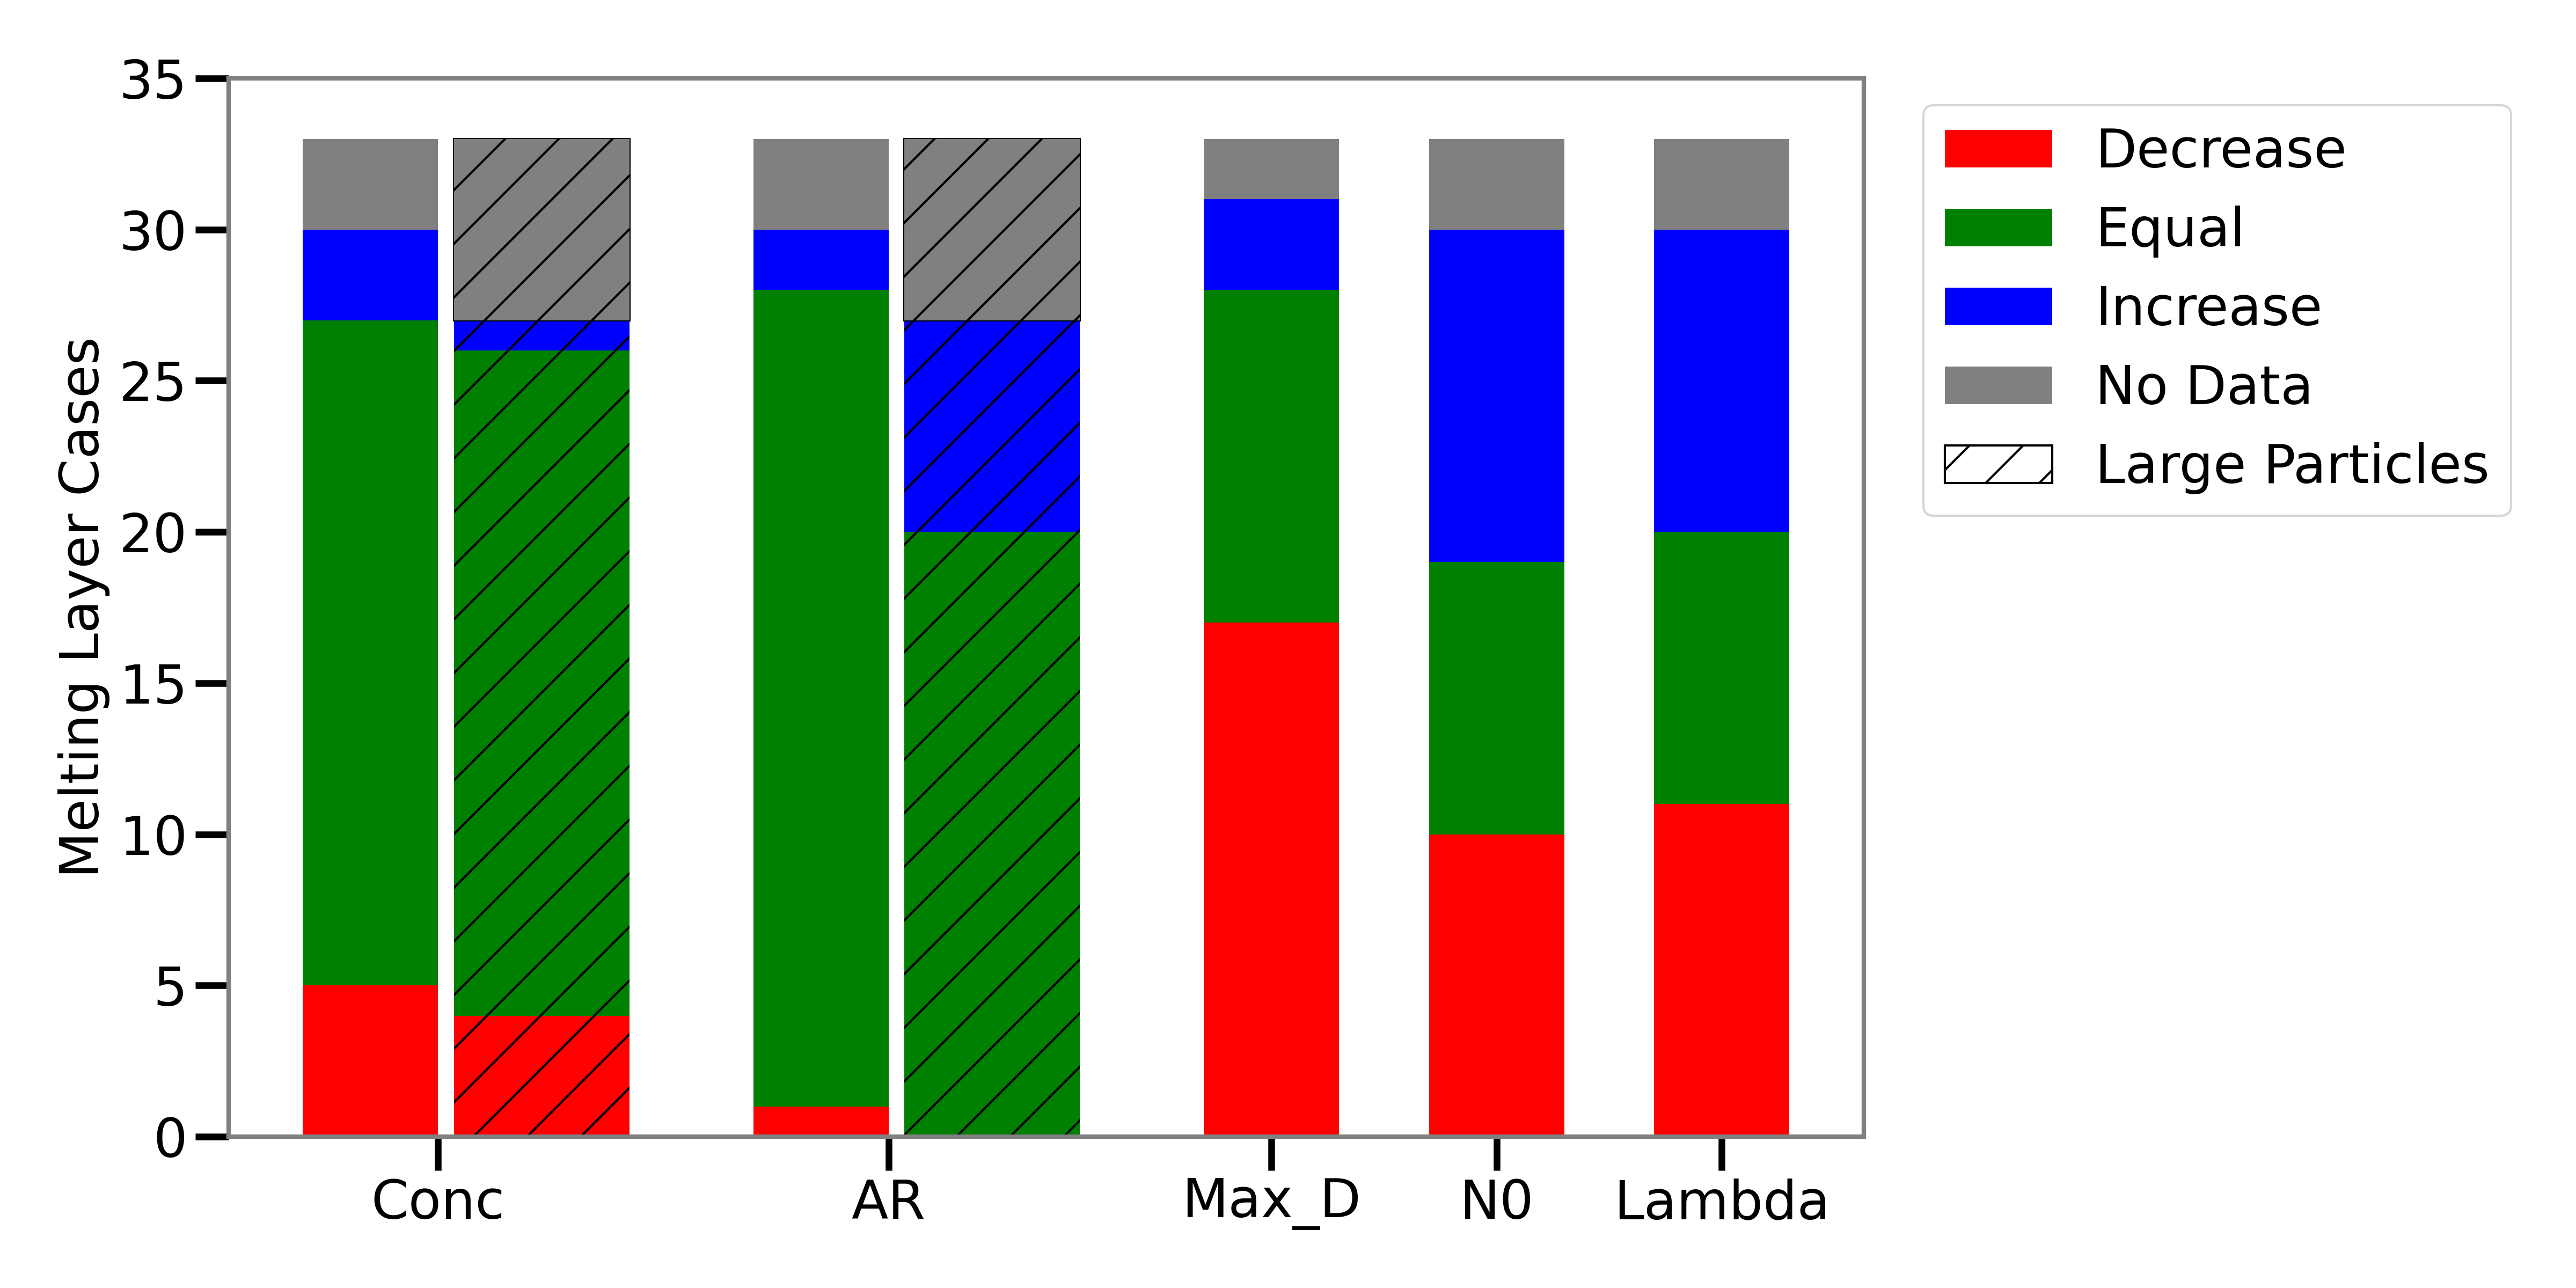 Melting Layer Cases
35
30
25
20
15
10
5
0
Conc
AR
Max_D
N0
Lambda
Decrease
Equal
Increase
No Data
Large Particles